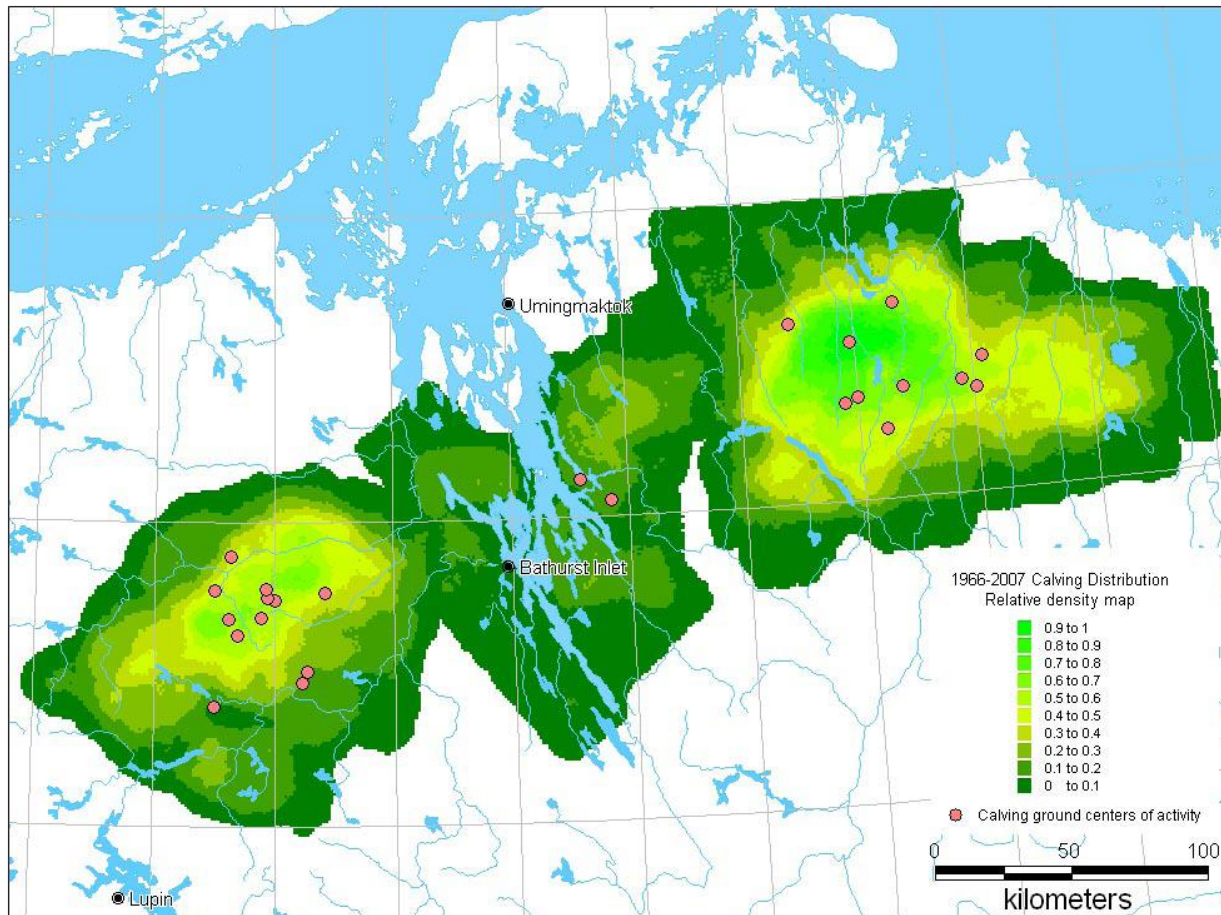 Umingmaktok
Bathurst Inlet
Lupin
1966-2007 Calving Distribution
Relative density map
0.9 to 1
0.8 to 0.9
0.7 to 0.8
0.6 to 0.7
0.5 to 0.6
0.4 to 0.5
0.3 to 0.4
0.2 to 0.3
0.1 to 0.2
0 to 0.1
Calving ground centers of activity
0 50 100
kilometers